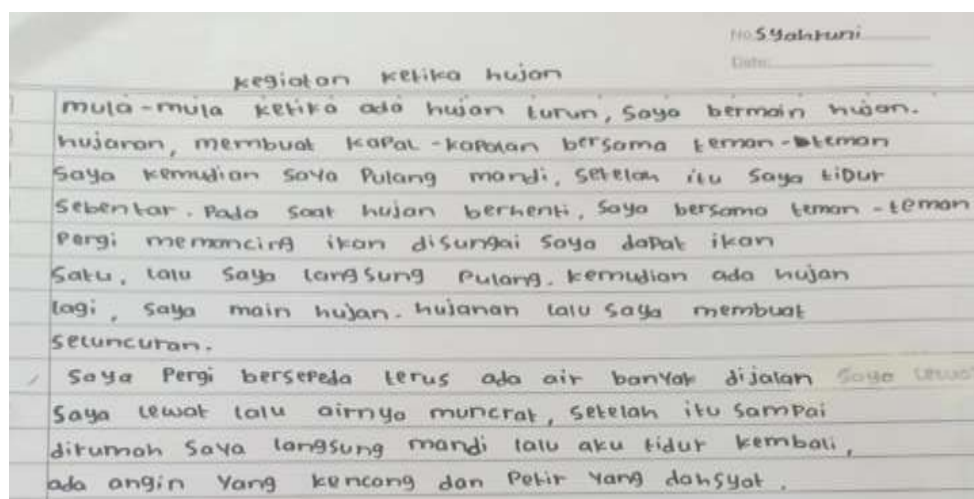 No. Syahruni
Date:
kegiatan ketika hujan
mula-mula ketika ada hujan turun, saya bermain hujan.
hujanan, membuat kapal-kapalan bersama teman-teman
saya kemudian saya pulang mandi, setelah itu saya tiDur
sebentar. Pada saat hujan berhenti, saya bersama teman-teman
Pergi memancing ikan disungai saya dapat ikan
satu, lalu saya langsung pulang. kemudian ada hujan
lagi, saya main hujan. hujanan lalu saya membuat
seluncuran.
saya Pergi bersepeda terus ada air banyak dijalan saya lewat
saya lewat lalu airnya muncrat, setelah itu sampai
dirumah saya langsung mandi lalu aku tidur kembali,
ada angin yang kencang dan petir yang dahsyat.